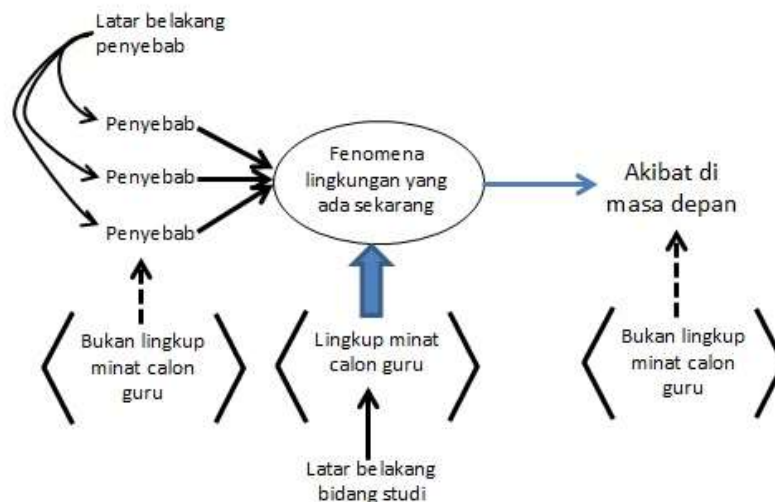 Latar belakang
penyebab
Penyebab
Penyebab
Penyebab
Fenomena
lingkungan yang
ada sekarang
Akibat di
masa depan
Bukan lingkup
minat calon
guru
Lingkup minat
calon guru
Bukan lingkup
minat calon
guru
Latar belakang
bidang studi